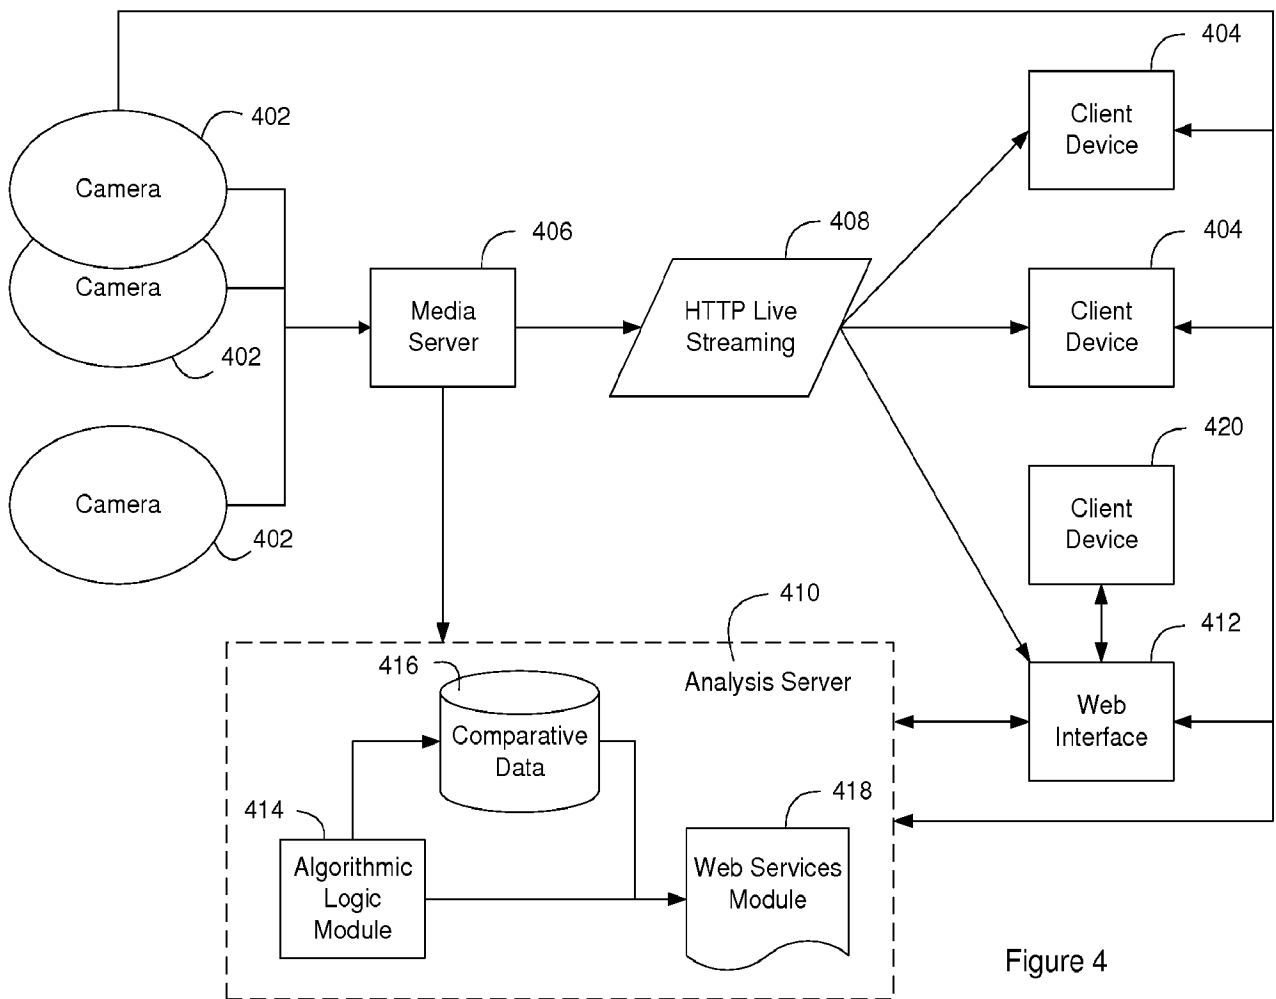 404
Client
Device
402
Camera
406
408
404
Camera
Media
Server
HTTP Live
Streaming
Client
Device
402
420
Camera
402
Client
Device
410
412
416
Analysis Server
Web
Interface
Comparative
Data
414
418
Algorithmic
Logic
Module
Web Services
Module
Figure 4